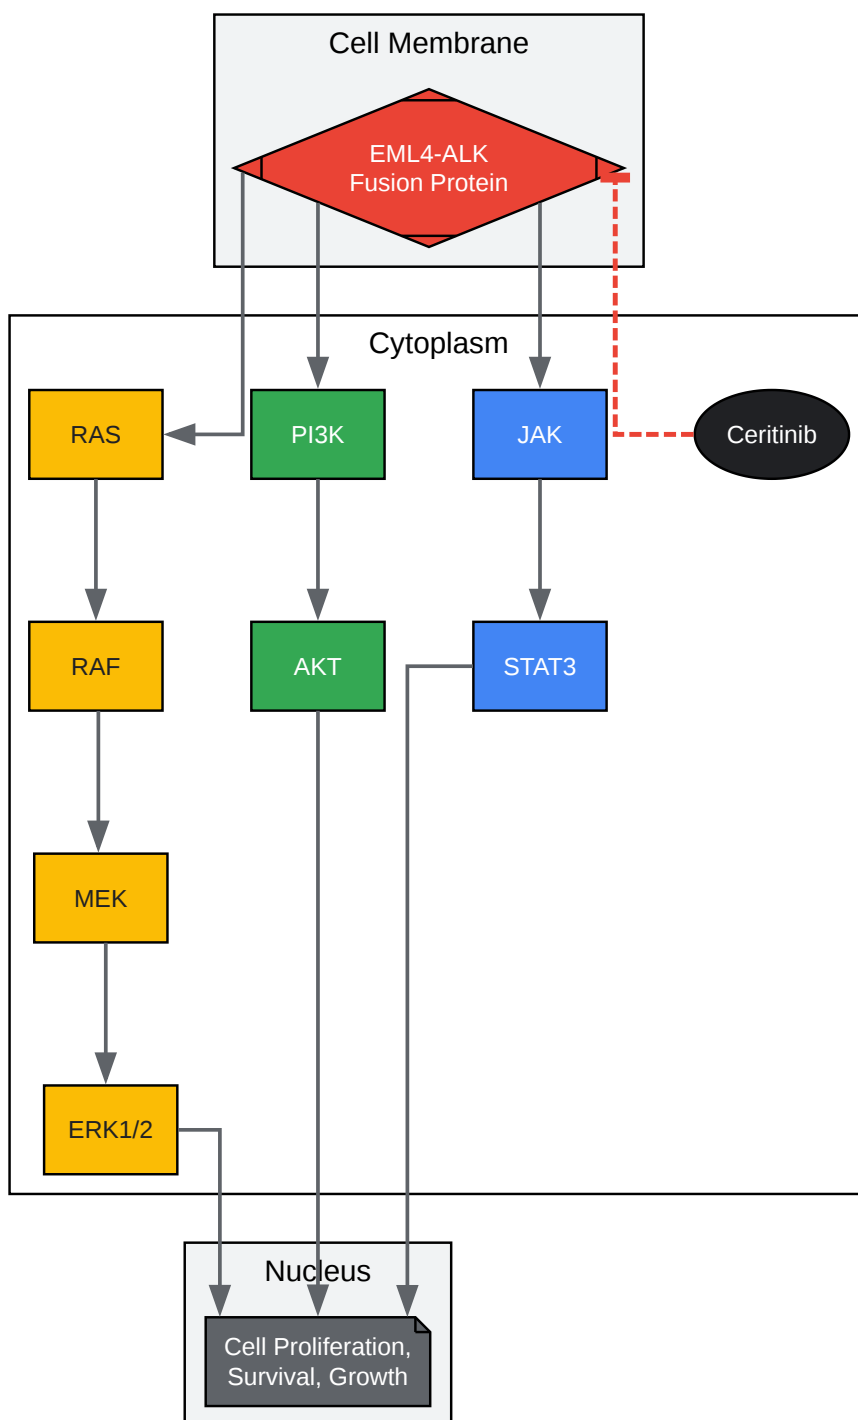 Cell Membrane
EML4-ALK
Fusion Protein
Cytoplasm
RAS
PI3K
JAK
Ceritinib
RAF
AKT
STAT3
MEK
ERK1/2
Nucleus
Cell Proliferation,
Survival, Growth